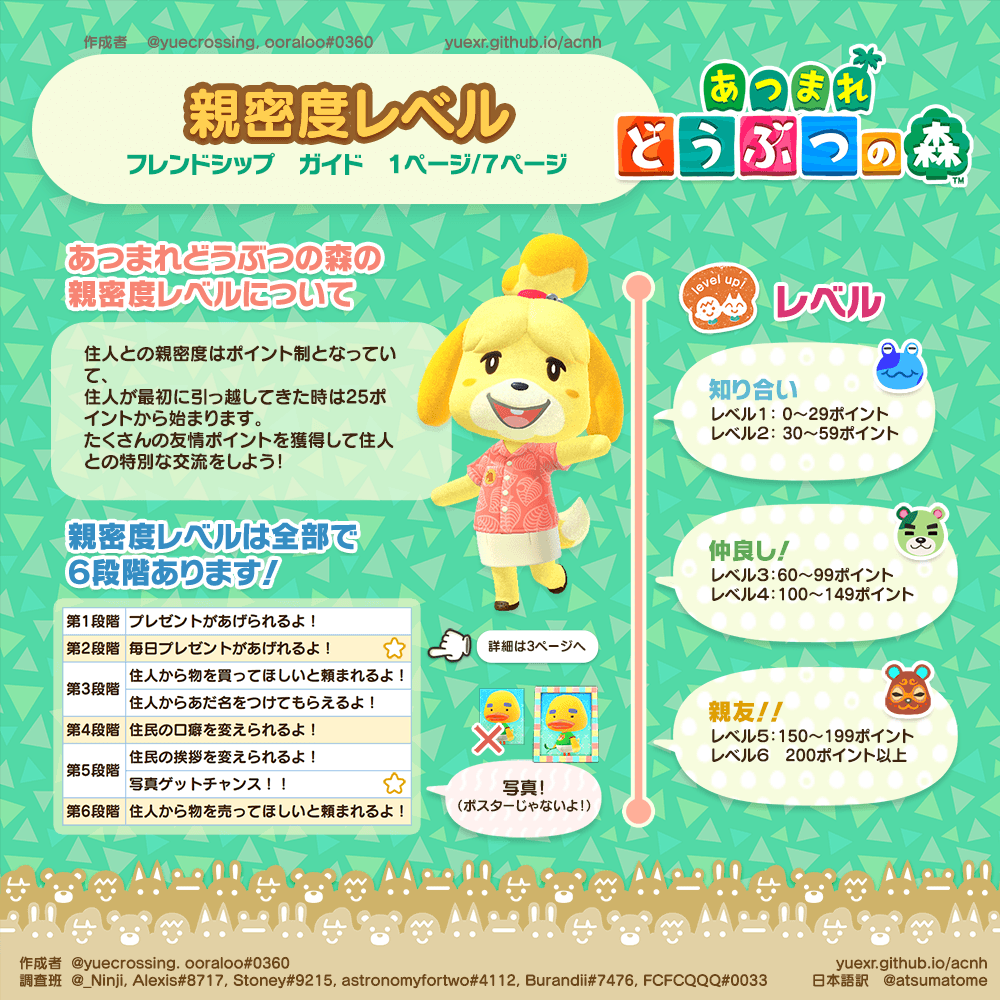 作成者 @yuecrossing, ooraloo#0360 yuexr.github.io/acnh
親密度レベル
フレンドシップ ガイド 1ページ/7ページ
あつまれ
どうぶつの森
TM
あつまれどうぶつの森の
親密度レベルについて
住人との親密度はポイント制となってい
て、
住人が最初に引っ越してきた時は25ポ
イントから始まります。
たくさんの友情ポイントを獲得して住人
との特別な交流をしよう!
親密度レベルは全部で
6段階あります!
第1段階 プレゼントがあげられるよ!
第2段階 毎日プレゼントがあげれるよ!
第3段階 住人から物を買ってほしいと頼まれるよ!
住人からあだ名をつけてもらえるよ!
第4段階 住民の口癖を変えられるよ!
第5段階 住民の挨拶を変えられるよ!
写真ゲットチャンス!!
第6段階 住人から物を売ってほしいと頼まれるよ!
詳細は3ページへ
写真!
(ポスターじゃないよ!)
level up!
レベル
知り合い
レベル1: 0〜29ポイント
レベル2: 30〜59ポイント
仲良し!
レベル3:60〜99ポイント
レベル4:100〜149ポイント
親友!!
レベル5:150〜199ポイント
レベル6 200ポイント以上
作成者 @yuecrossing. ooraloo#0360
調査班 @_Ninji, Alexis#8717, Stoney#9215, astronomyfortwo#4112, Burandii#7476, FCFCQQQ#0033
yuexr.github.io/acnh
日本語訳 @atsumatome